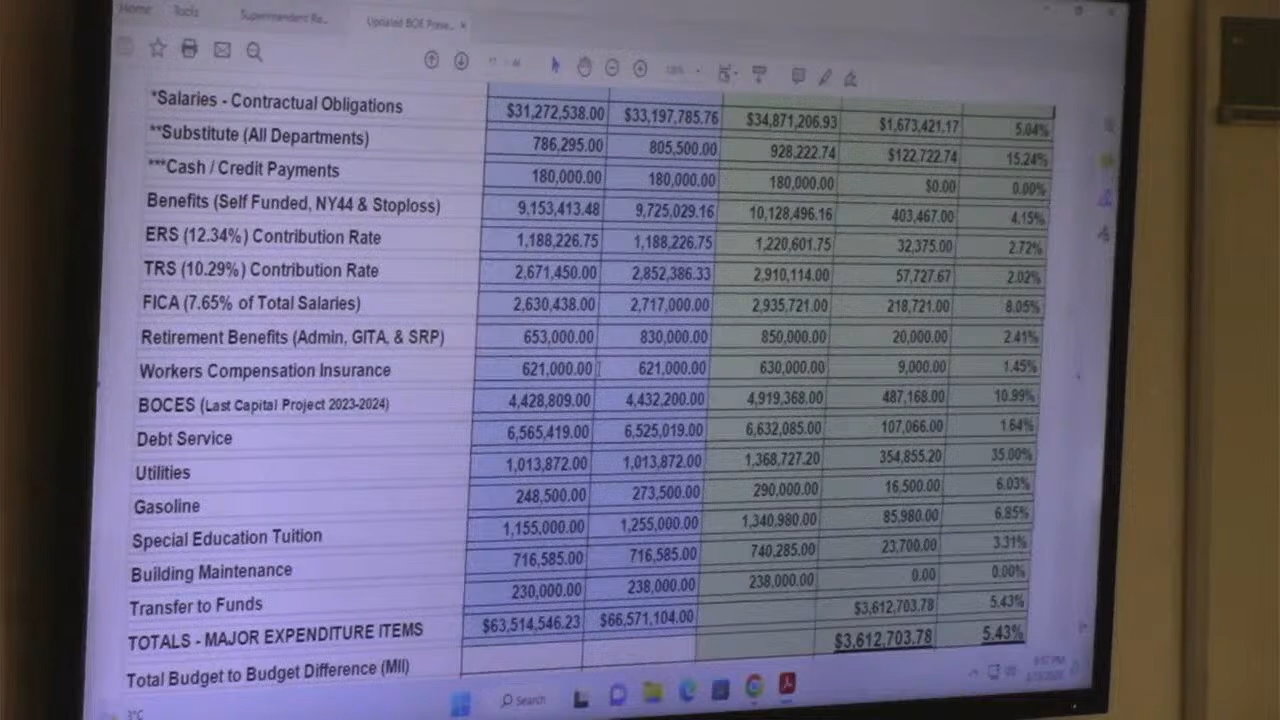 Home Tools Superintendent Re... Updated BOE Prese... ×
*Salaries - Contractual Obligations $31,272,538.00 $33,197,785.76 $34,871,206.93 $1,673,421.17 5.04%
**Substitute (All Departments) 786,295.00 805,500.00 928,222.74 $122,722.74 15.24%
***Cash / Credit Payments 180,000.00 180,000.00 180,000.00 $0.00 0.00%
Benefits (Self Funded, NY44 & Stoploss) 9,153,413.48 9,725,029.16 10,128,496.16 403,467.00 4.15%
ERS (12.34%) Contribution Rate 1,188,226.75 1,188,226.75 1,220,601.75 32,375.00 2.72%
TRS (10.29%) Contribution Rate 2,671,450.00 2,852,386.33 2,910,114.00 57,727.67 2.02%
FICA (7.65% of Total Salaries) 2,630,438.00 2,717,000.00 2,935,721.00 218,721.00 8.05%
Retirement Benefits (Admin, GITA, & SRP) 653,000.00 830,000.00 850,000.00 20,000.00 2.41%
Workers Compensation Insurance 621,000.00 621,000.00 630,000.00 9,000.00 1.45%
BOCES (Last Capital Project 2023-2024) 4,428,809.00 4,432,200.00 4,919,368.00 487,168.00 10.99%
Debt Service 6,565,419.00 6,525,019.00 6,632,085.00 107,066.00 1.64%
Utilities 1,013,872.00 1,013,872.00 1,368,727.20 354,855.20 35.00%
Gasoline 248,500.00 273,500.00 290,000.00 16,500.00 6.03%
Special Education Tuition 1,155,000.00 1,255,000.00 1,340,980.00 85,980.00 6.85%
Building Maintenance 716,585.00 716,585.00 740,285.00 23,700.00 3.31%
Transfer to Funds 230,000.00 238,000.00 238,000.00 0.00 0.00%
TOTALS - MAJOR EXPENDITURE ITEMS $63,514,546.23 $66,571,104.00 $3,612,703.78 5.43%
Total Budget to Budget Difference (Mil) $3,612,703.78 5.43%
3°C Search